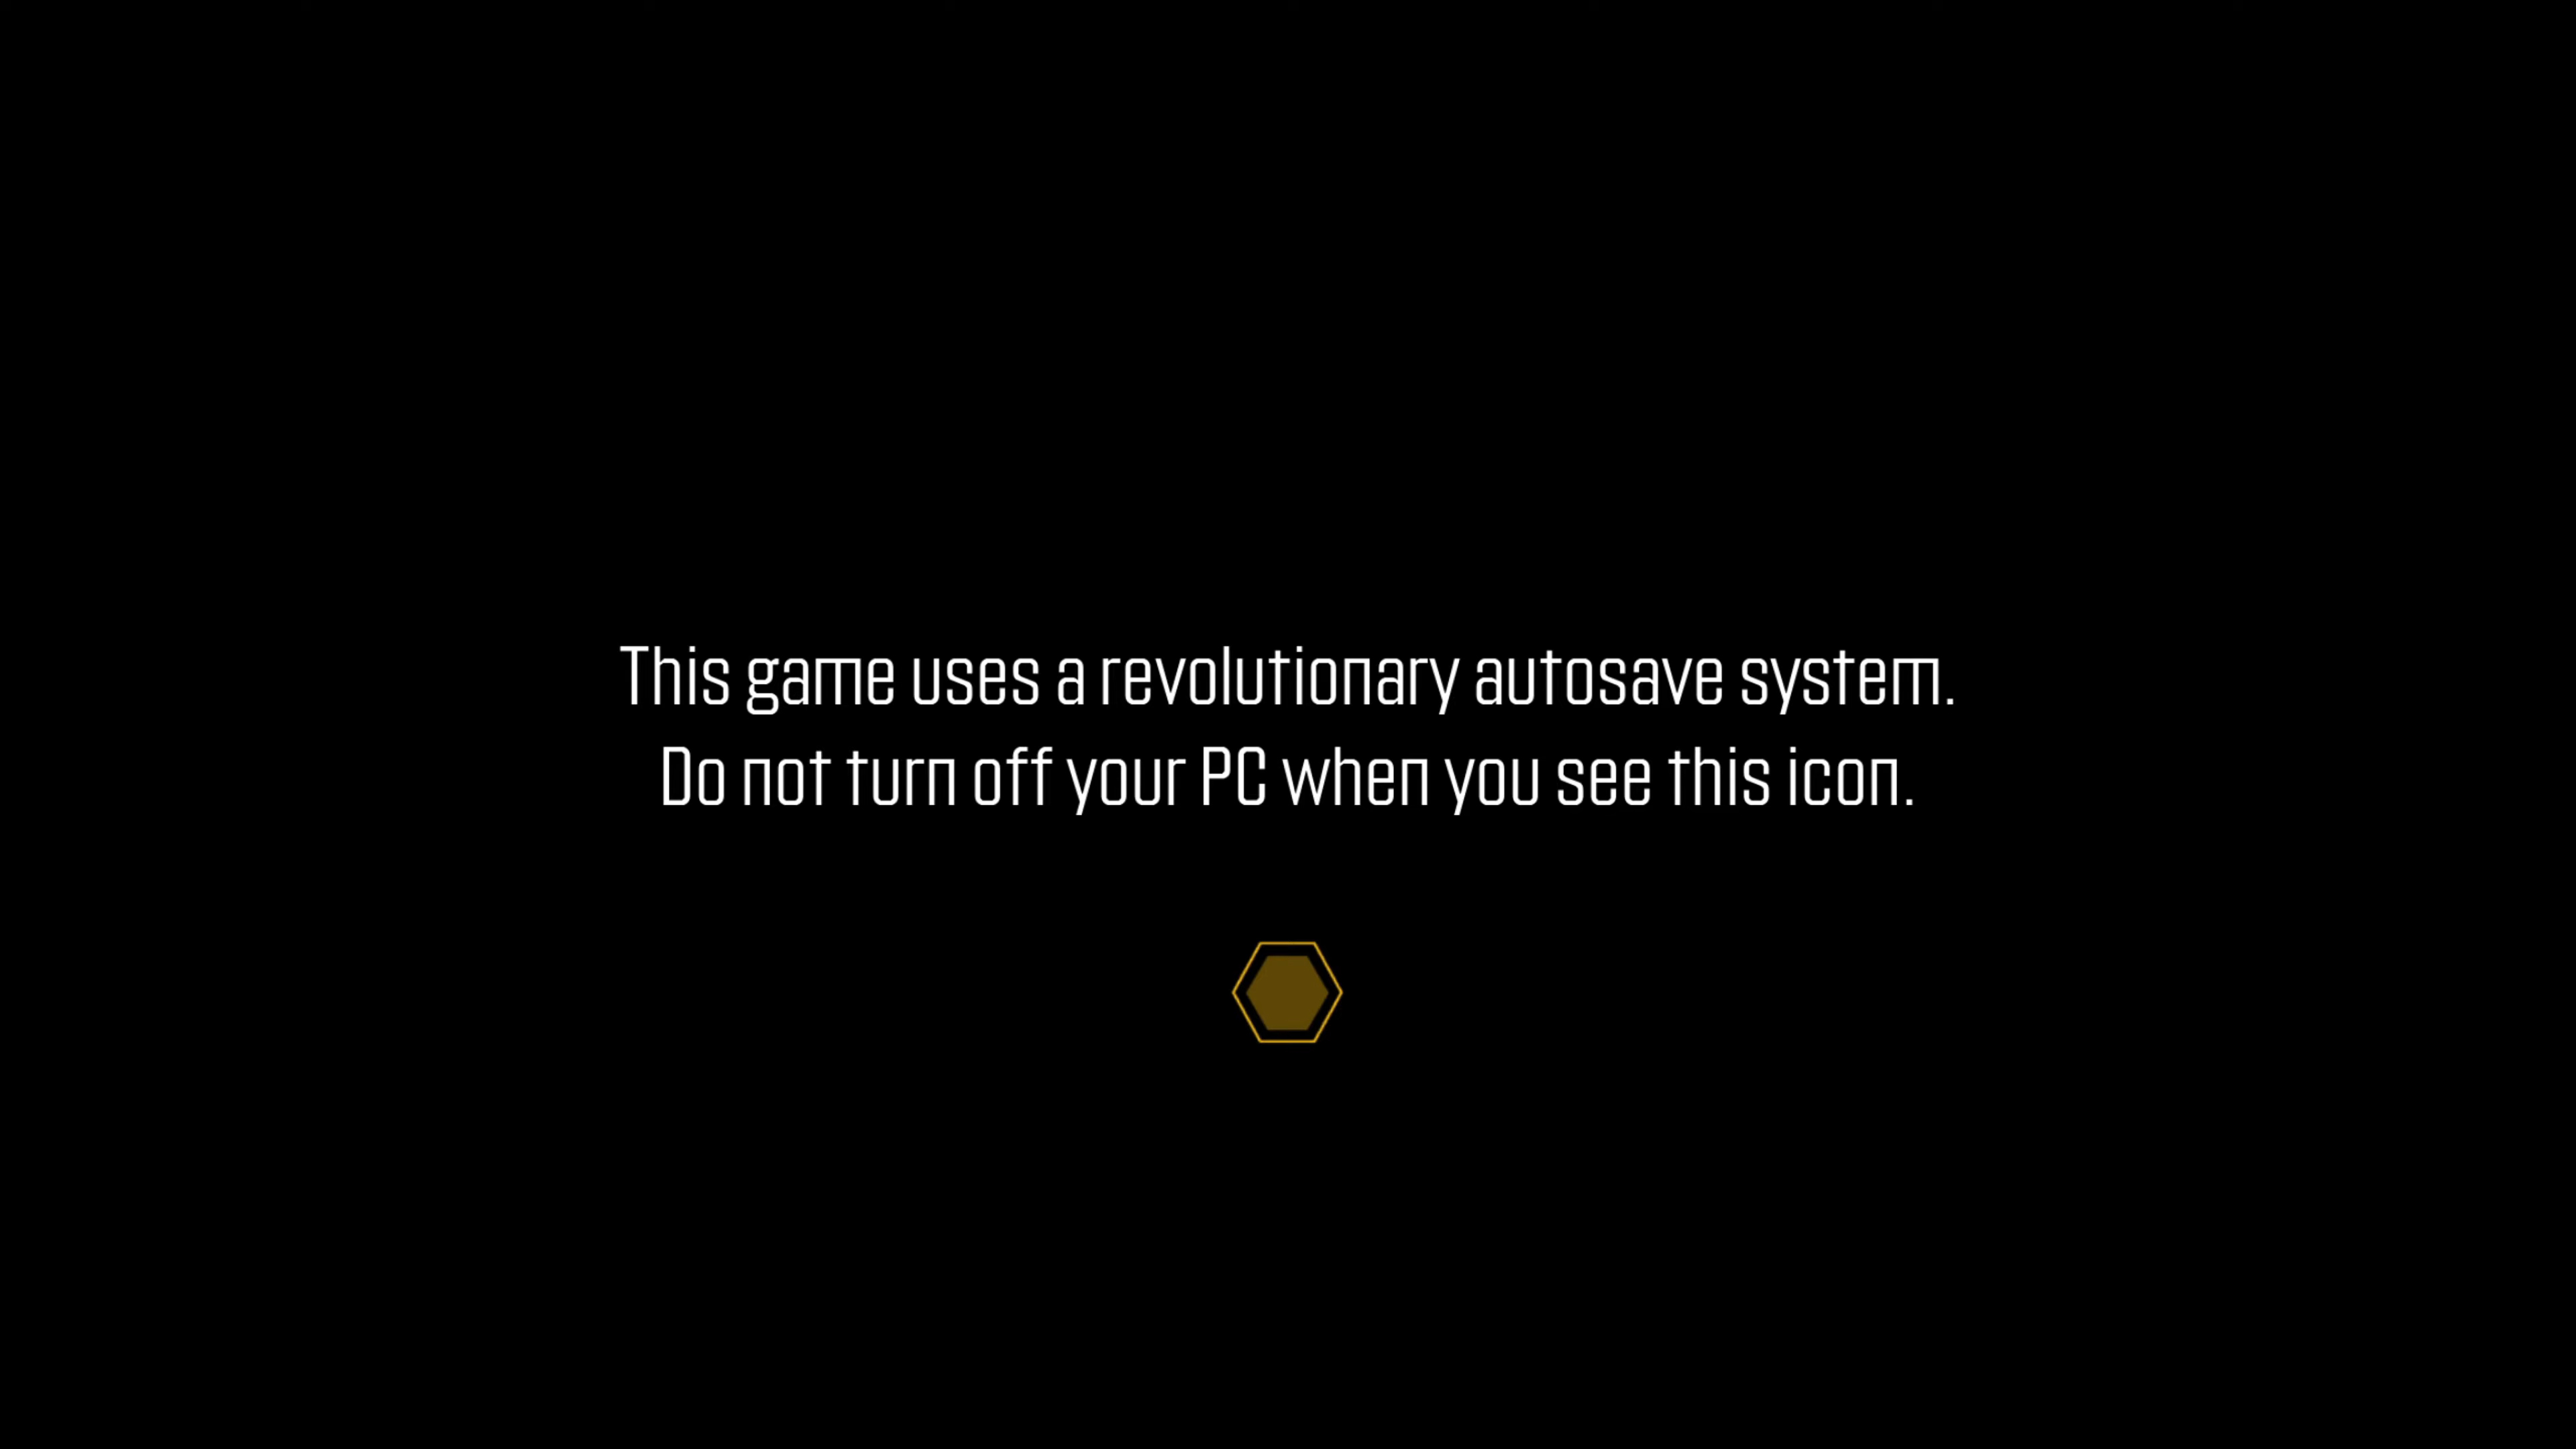 This game uses a revolutionary autosave system.
Do not turn off your PC when you see this icon.